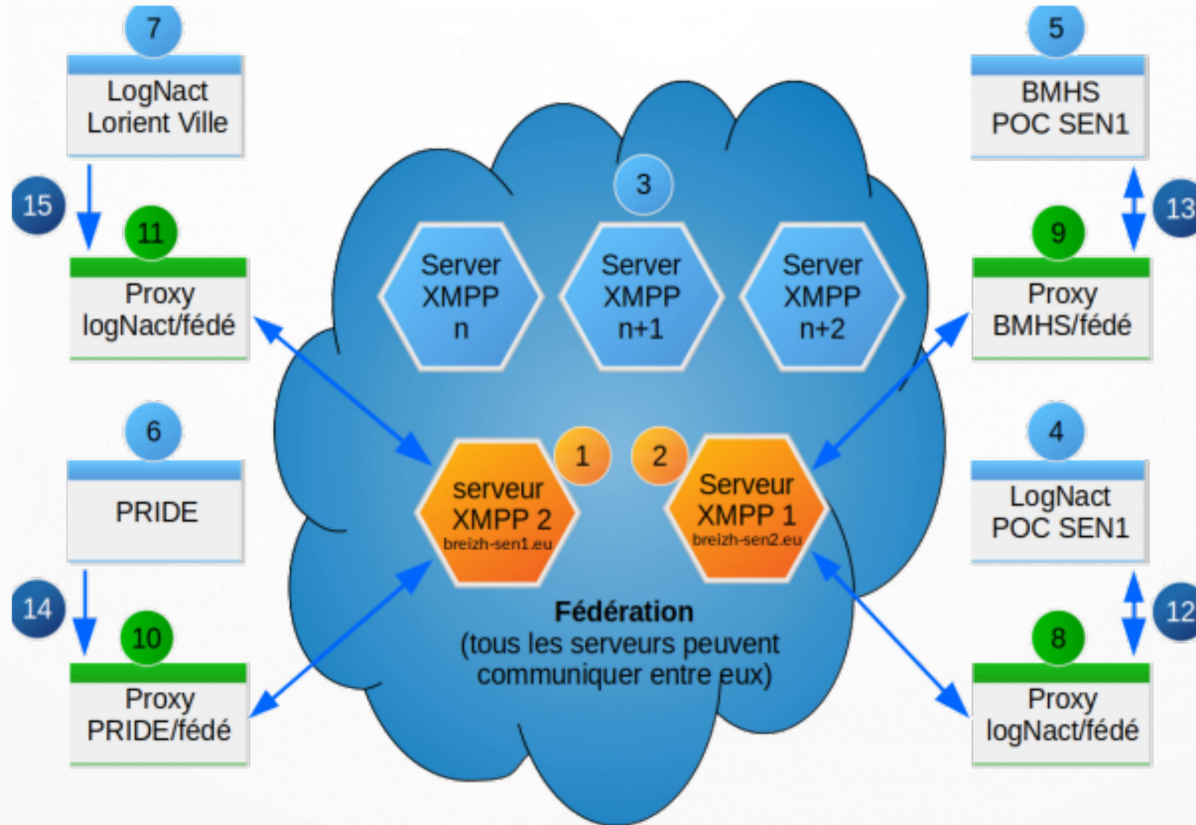 7
LogNact
Lorient Ville
15
11
Proxy
logNact/fédé
6
PRIDE
14
10
Proxy
PRIDE/fédé
3
Server
XMPP
n
Server
XMPP
n+1
Server
XMPP
n+2
1
serveur
XMPP 2
breizh-sen1.eu
2
Serveur
XMPP 1
breizh-sen2.eu
Fédération
(tous les serveurs peuvent
communiquer entre eux)
5
BMHS
POC SEN1
13
9
Proxy
BMHS/fédé
4
LogNact
POC SEN1
12
8
Proxy
logNact/fédé